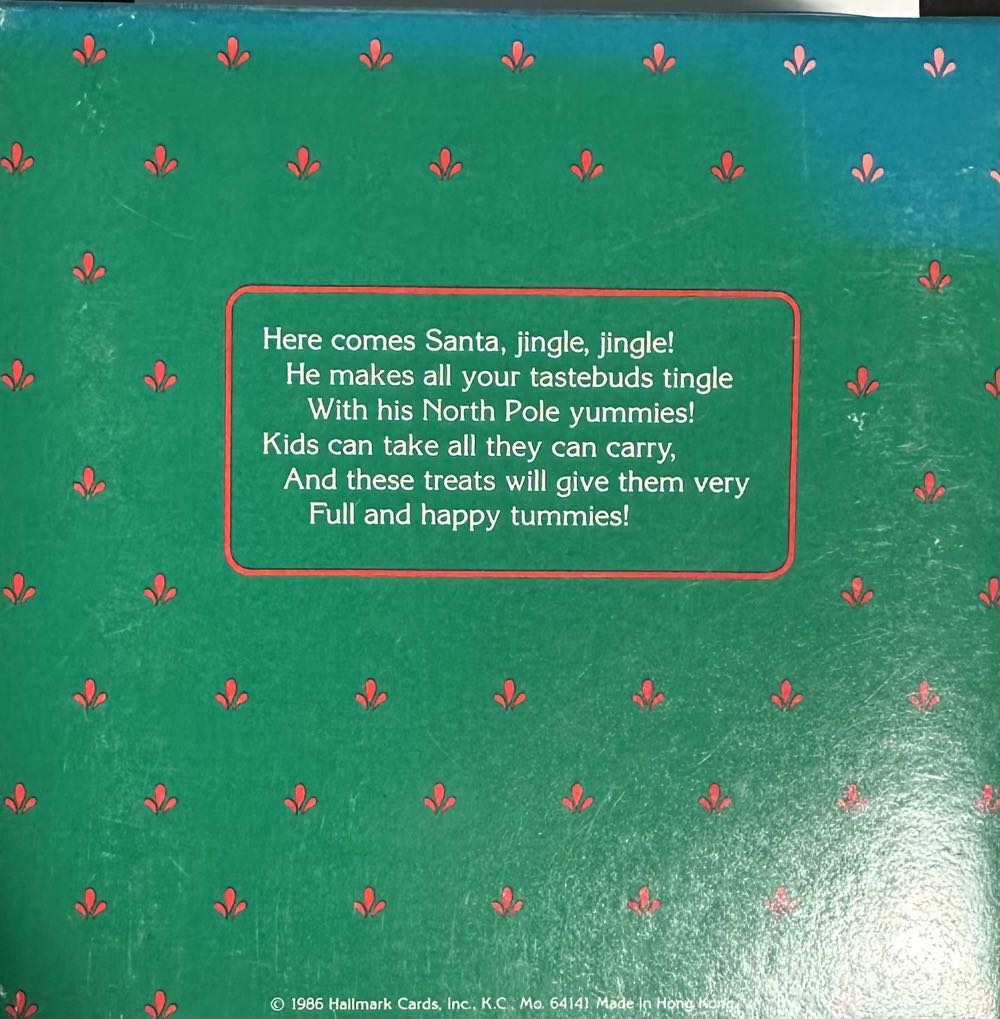 Here comes Santa, jingle, jingle!
He makes all your tastebuds tingle
With his North Pole yummies!
Kids can take all they can carry,
And these treats will give them very
Full and happy tummies!
© 1986 Hallmark Cards, Inc., K.C., Mo. 64141 Made in Hong Kong